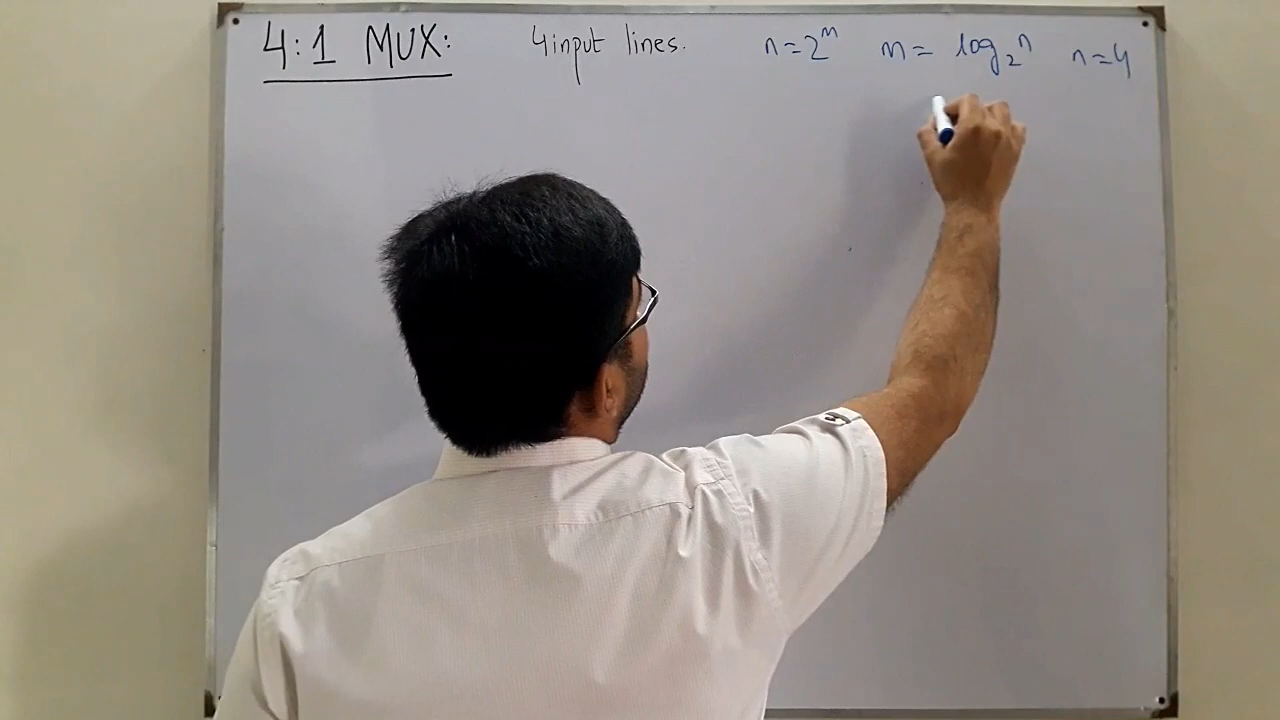 4:1 MUX: 4input lines. n=2^m m= log₂n n=4